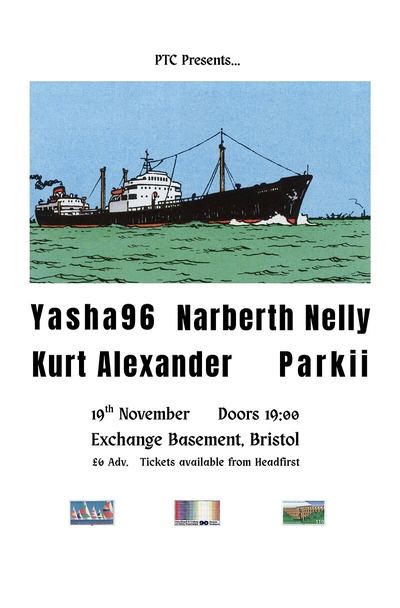 PTC Presents...
Yasha96 Narberth Nelly
Kurt Alexander Parkii
19th November Doors 19:00
Exchange Basement, Bristol
£6 Adv. Tickets available from Headfirst
90